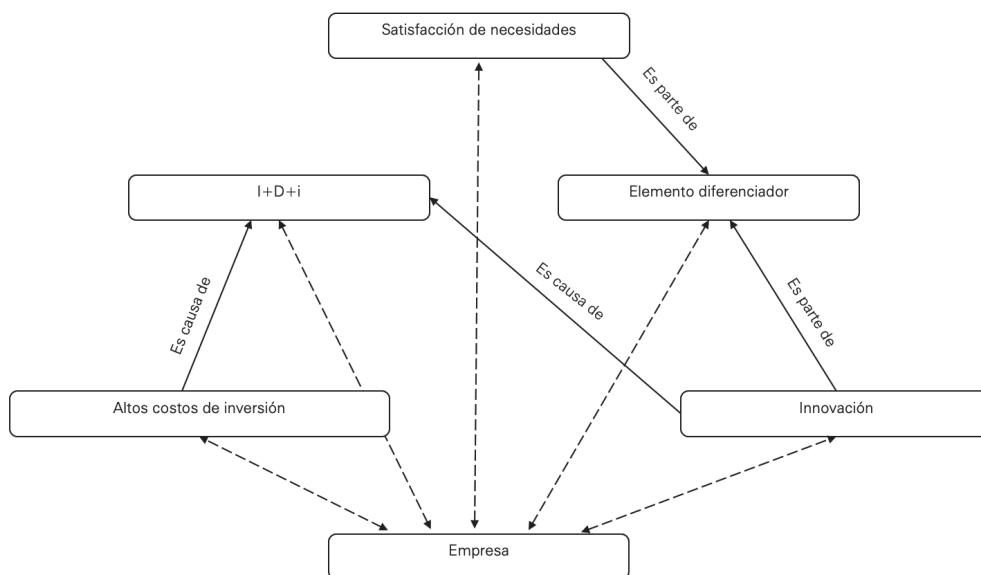 Satisfacción de necesidades
Es parte de
I+D+i
Elemento diferenciador
Es causa de
Es causa de
Es parte de
Altos costos de inversión
Innovación
Empresa